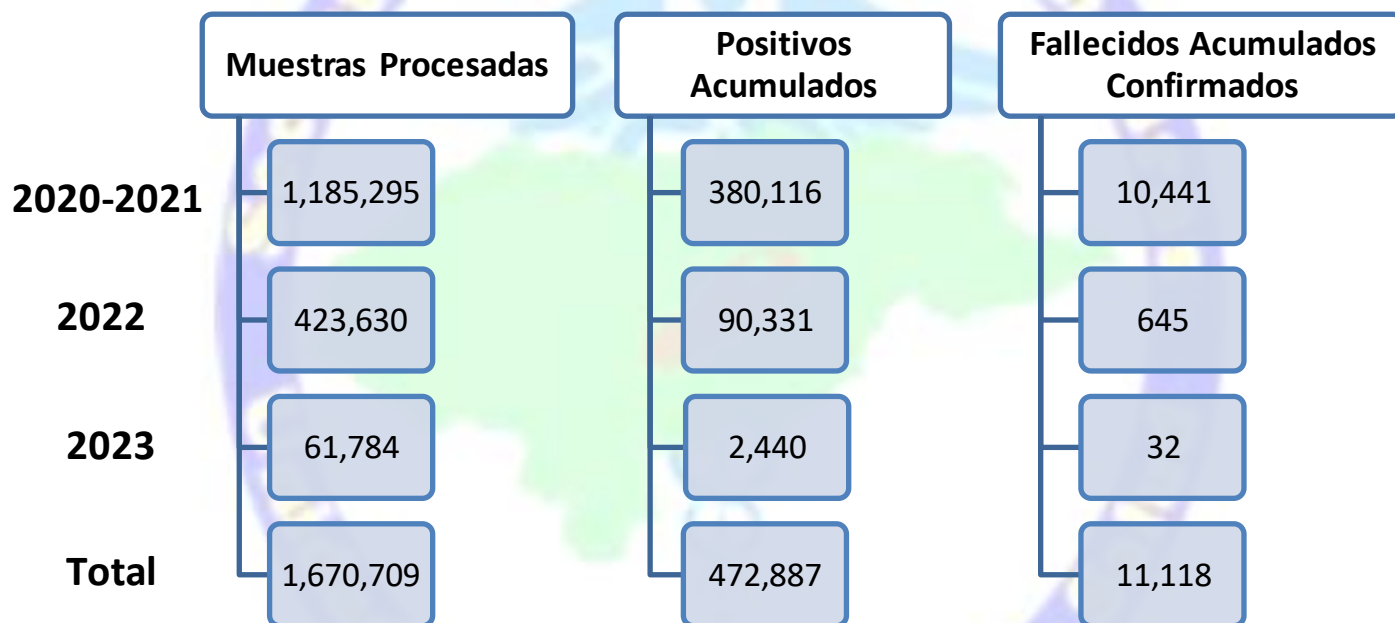 Muestras Procesadas
Positivos
Acumulados
Fallecidos Acumulados
Confirmados
2020-2021
1,185,295
380,116
10,441
2022
423,630
90,331
645
2023
61,784
2,440
32
Total
1,670,709
472,887
11,118